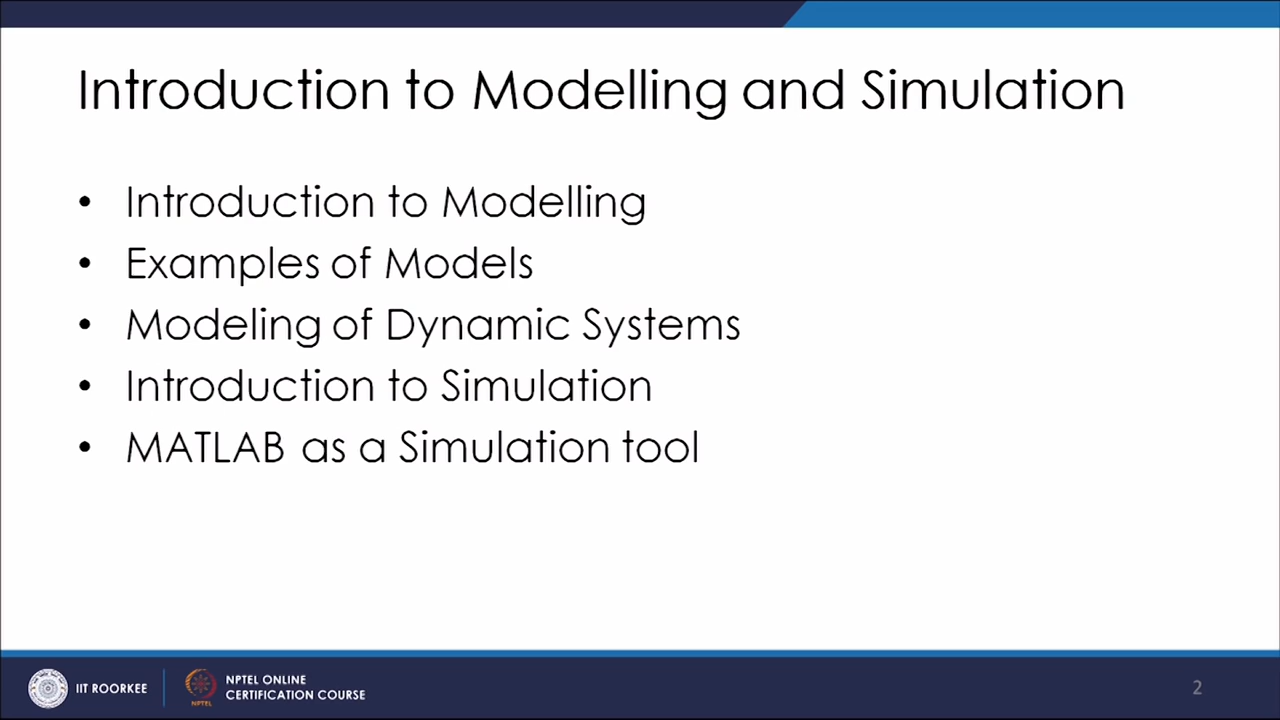 Introduction to Modelling and Simulation
• Introduction to Modelling
• Examples of Models
• Modeling of Dynamic Systems
• Introduction to Simulation
• MATLAB as a Simulation tool
IIT ROORKEE
NPTEL
NPTEL ONLINE
CERTIFICATION COURSE
2